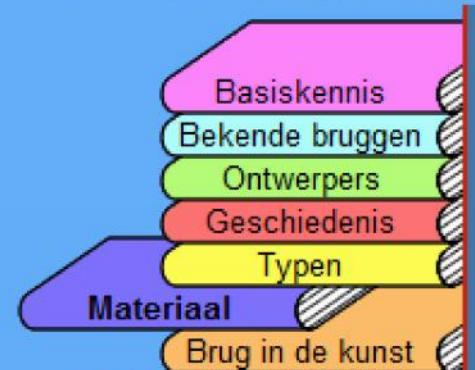 Basiskennis
Bekende bruggen
Ontwerpers
Geschiedenis
Typen
Materiaal
Brug in de kunst